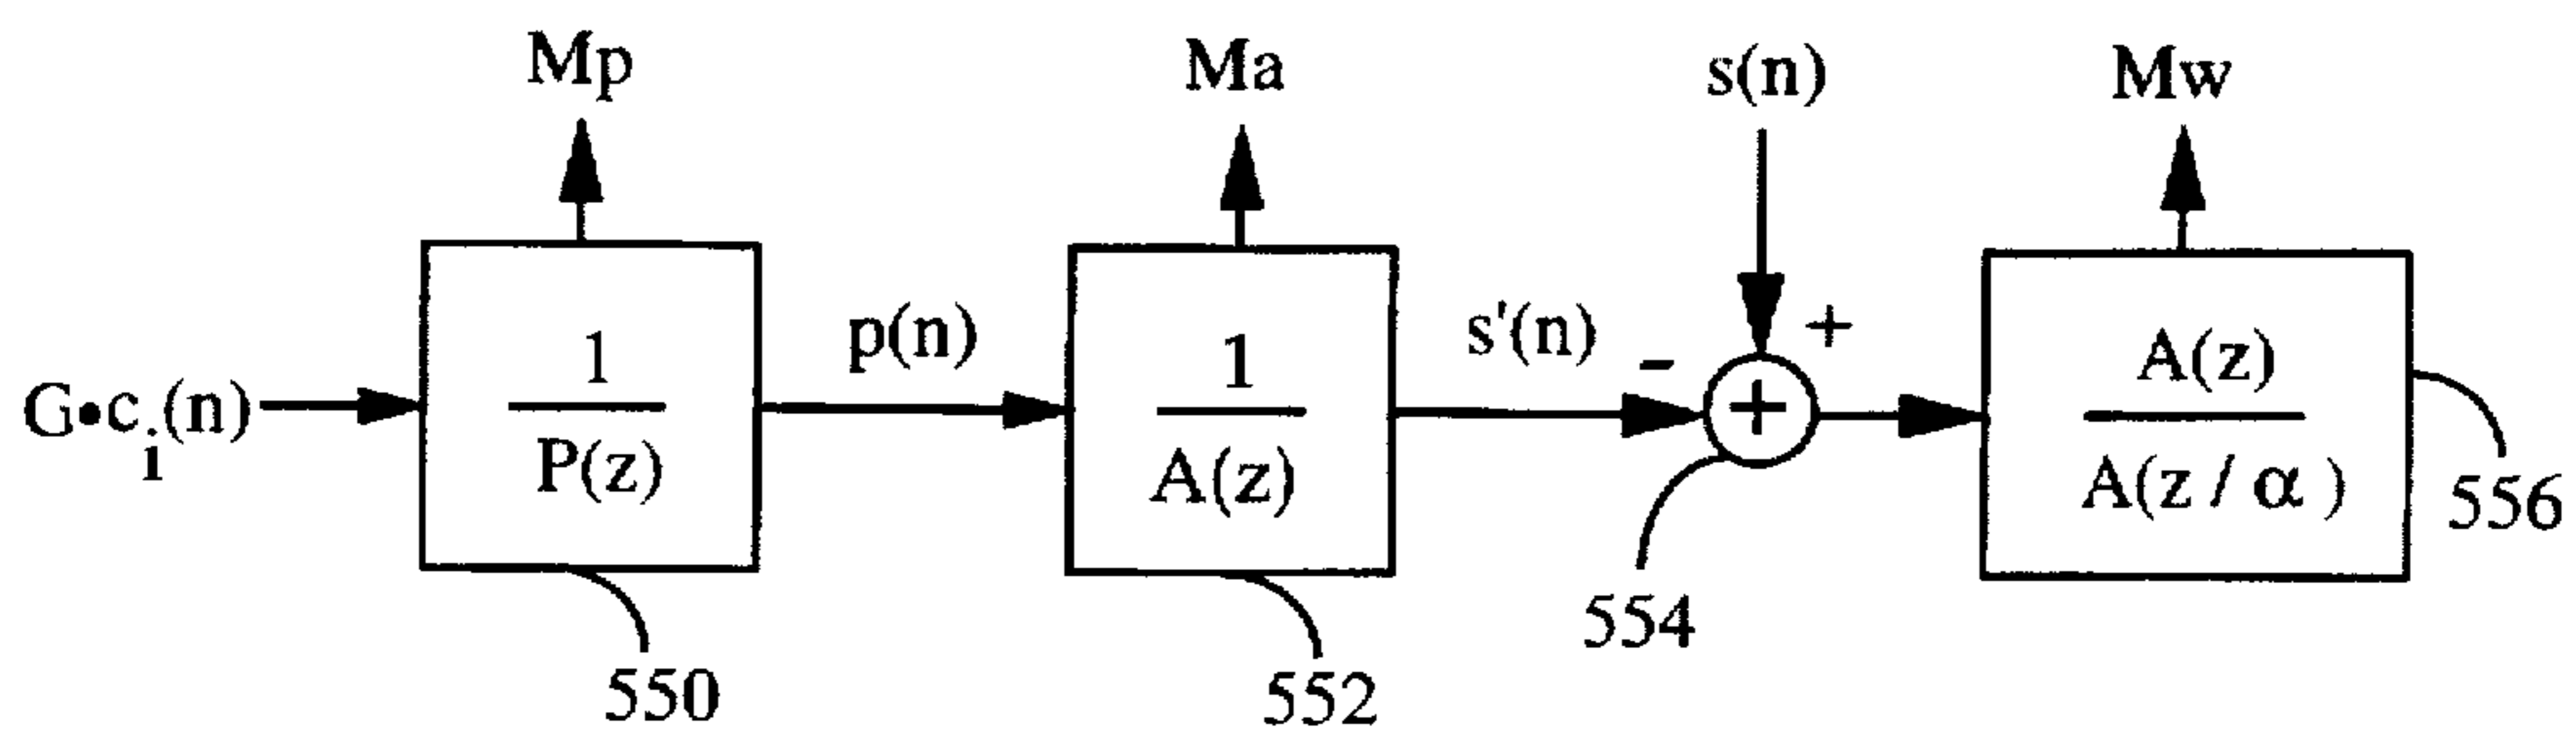 Mp
Ma
s(n)
Mw
G•c_i(n)
1
P(z)
p(n)
1
A(z)
s'(n)
-
+
+
A(z)
A(z / α )
550
552
554
556